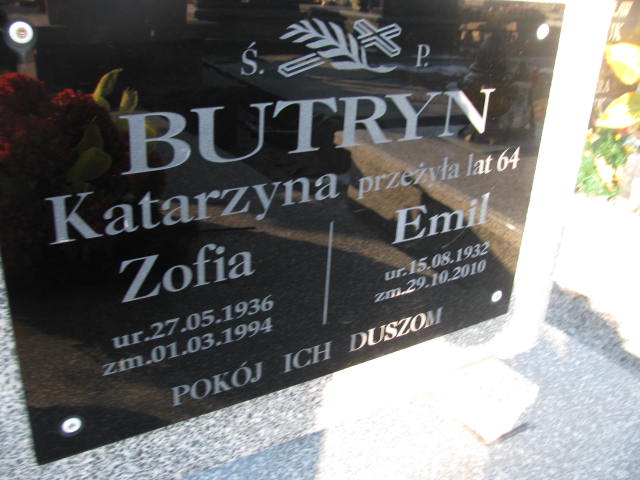 Ś. P.
BUTRYN
Katarzyna przeżyła lat 64
Zofia
ur.27.05.1936
zm.01.03.1994
Emil
ur.15.08.1932
zm.29.10.2010
POKÓJ ICH DUSZOM